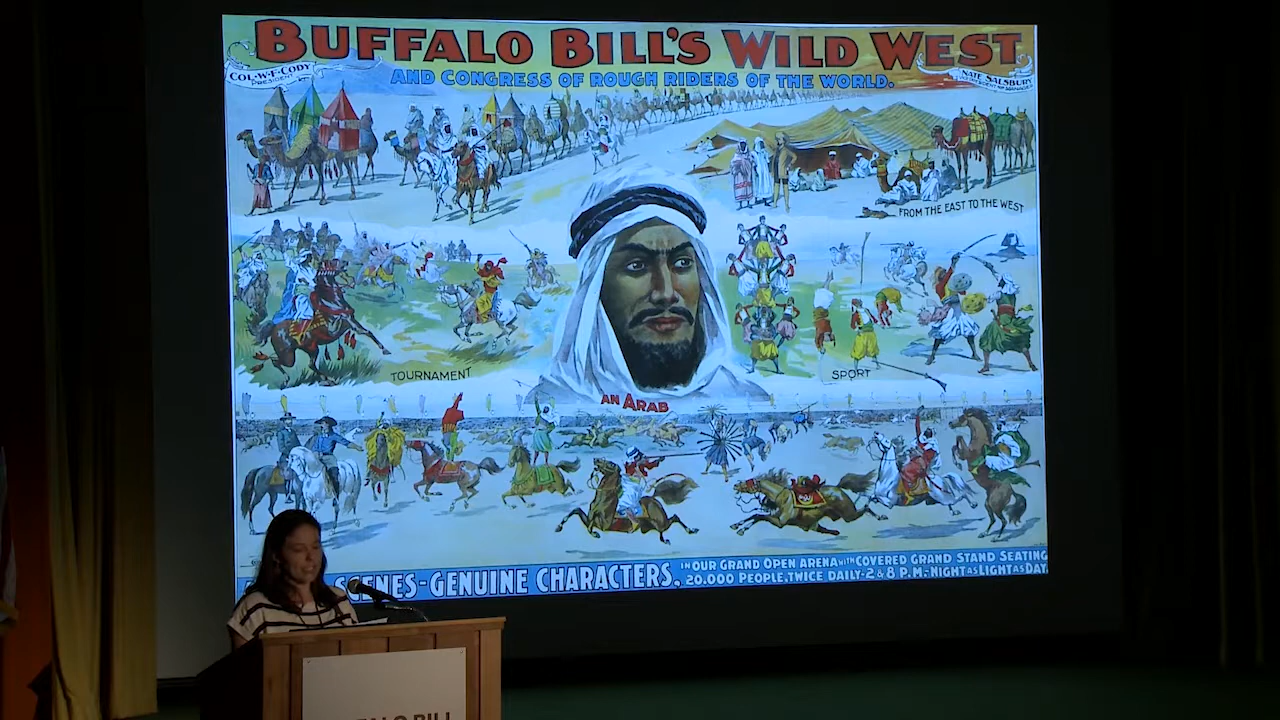 BUFFALO BILL'S WILD WEST
COL. W. F. CODY
PRESIDENT
AND CONGRESS OF ROUGH RIDERS OF THE WORLD.
NATE SALSBURY
FROM THE EAST TO THE WEST
TOURNAMENT
SPORT
AN ARAB
SCENES-GENUINE CHARACTERS.
IN OUR GRAND OPEN ARENA WITH COVERED GRAND STAND SEATING
20.000 PEOPLE, TWICE DAILY-2 & 8 P.M.-NIGHT AS LIGHT AS DAY
BILL